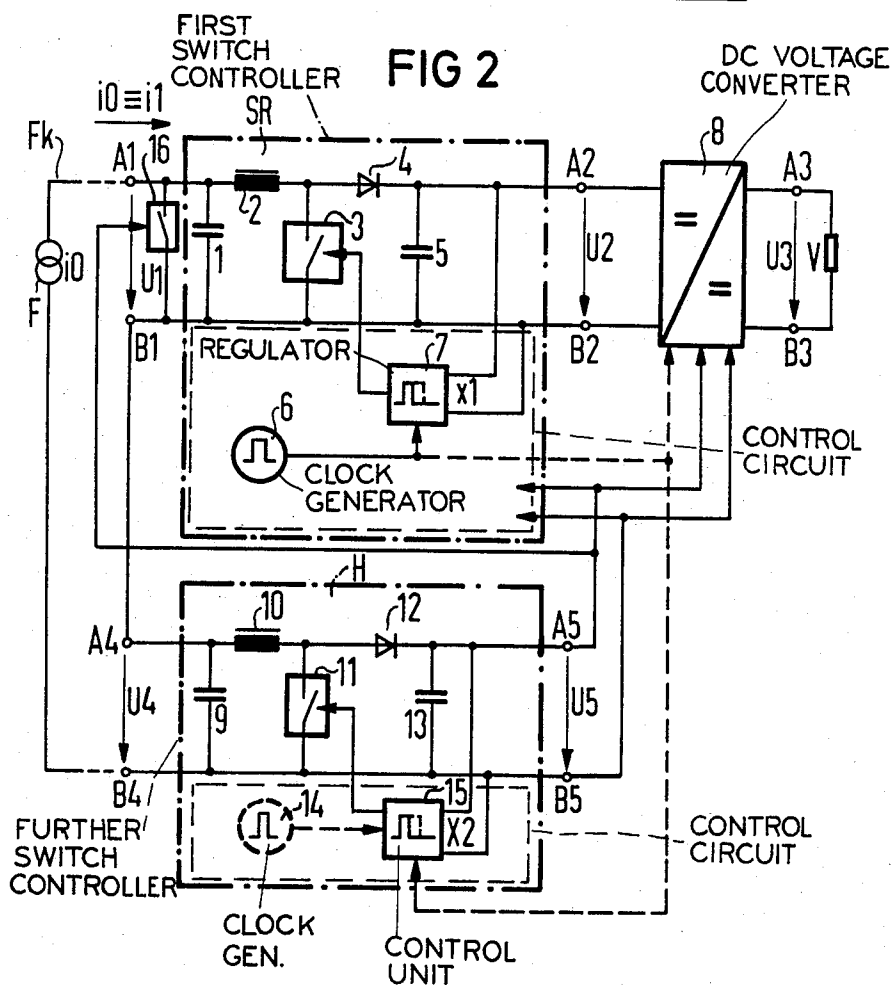 FIRST
SWITCH
CONTROLLER
FIG 2
DC VOLTAGE
CONVERTER
i0≡i1
SR
8
Fk
A1
16
4
A2
A3
2
3
1
5
U1
U2
U3
V
i0
F
=
=
B1
B2
B3
REGULATOR
7
x1
6
CLOCK
GENERATOR
CONTROL
CIRCUIT
H
10
12
A4
A5
11
U4
9
13
U5
B4
14
15
B5
X2
FURTHER
SWITCH
CONTROLLER
CONTROL
CIRCUIT
CLOCK
GEN.
CONTROL
UNIT